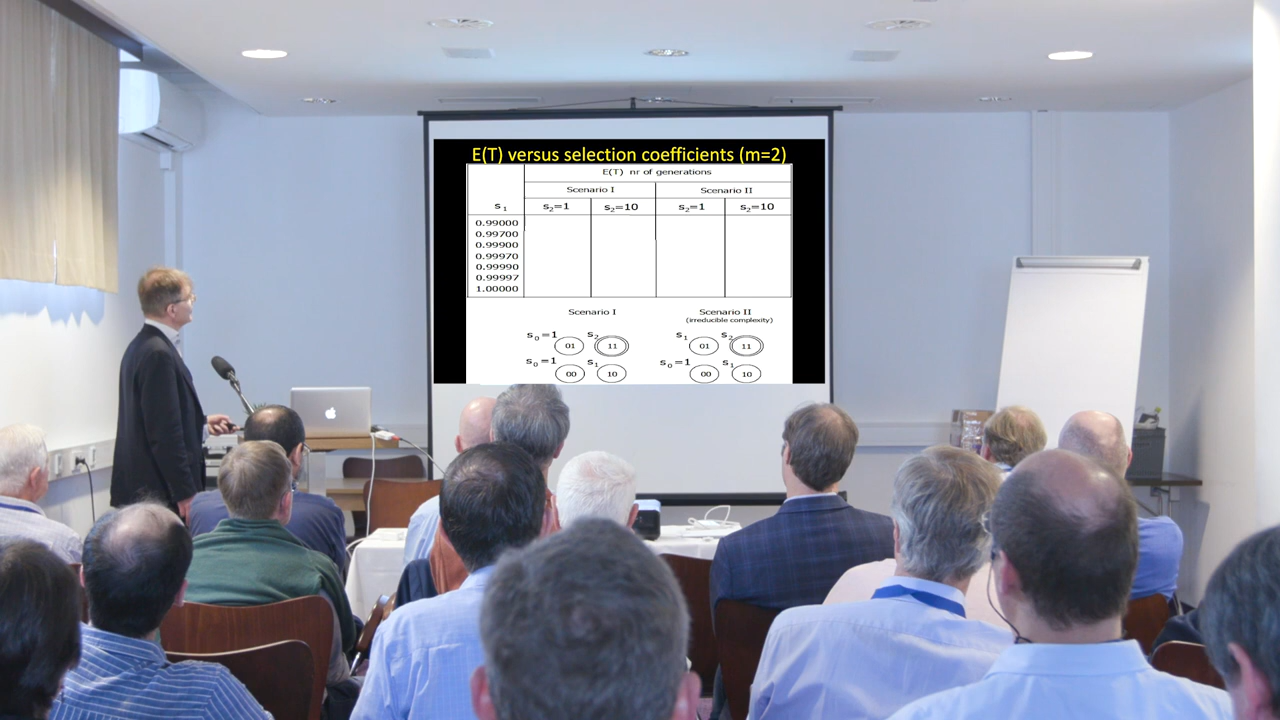 E(T) versus selection coefficients (m=2)
E(T) nr of generations
Scenario I Scenario II
s1 s2=1 s2=10 s2=1 s2=10
0.99000
0.99700
0.99900
0.99970
0.99990
0.99997
1.00000
Scenario I Scenario II
(irreducible complexity)
s0=1 01 s2 11 s1 01 s2 11
s0=1 00 s1 10 s0=1 00 s1 10